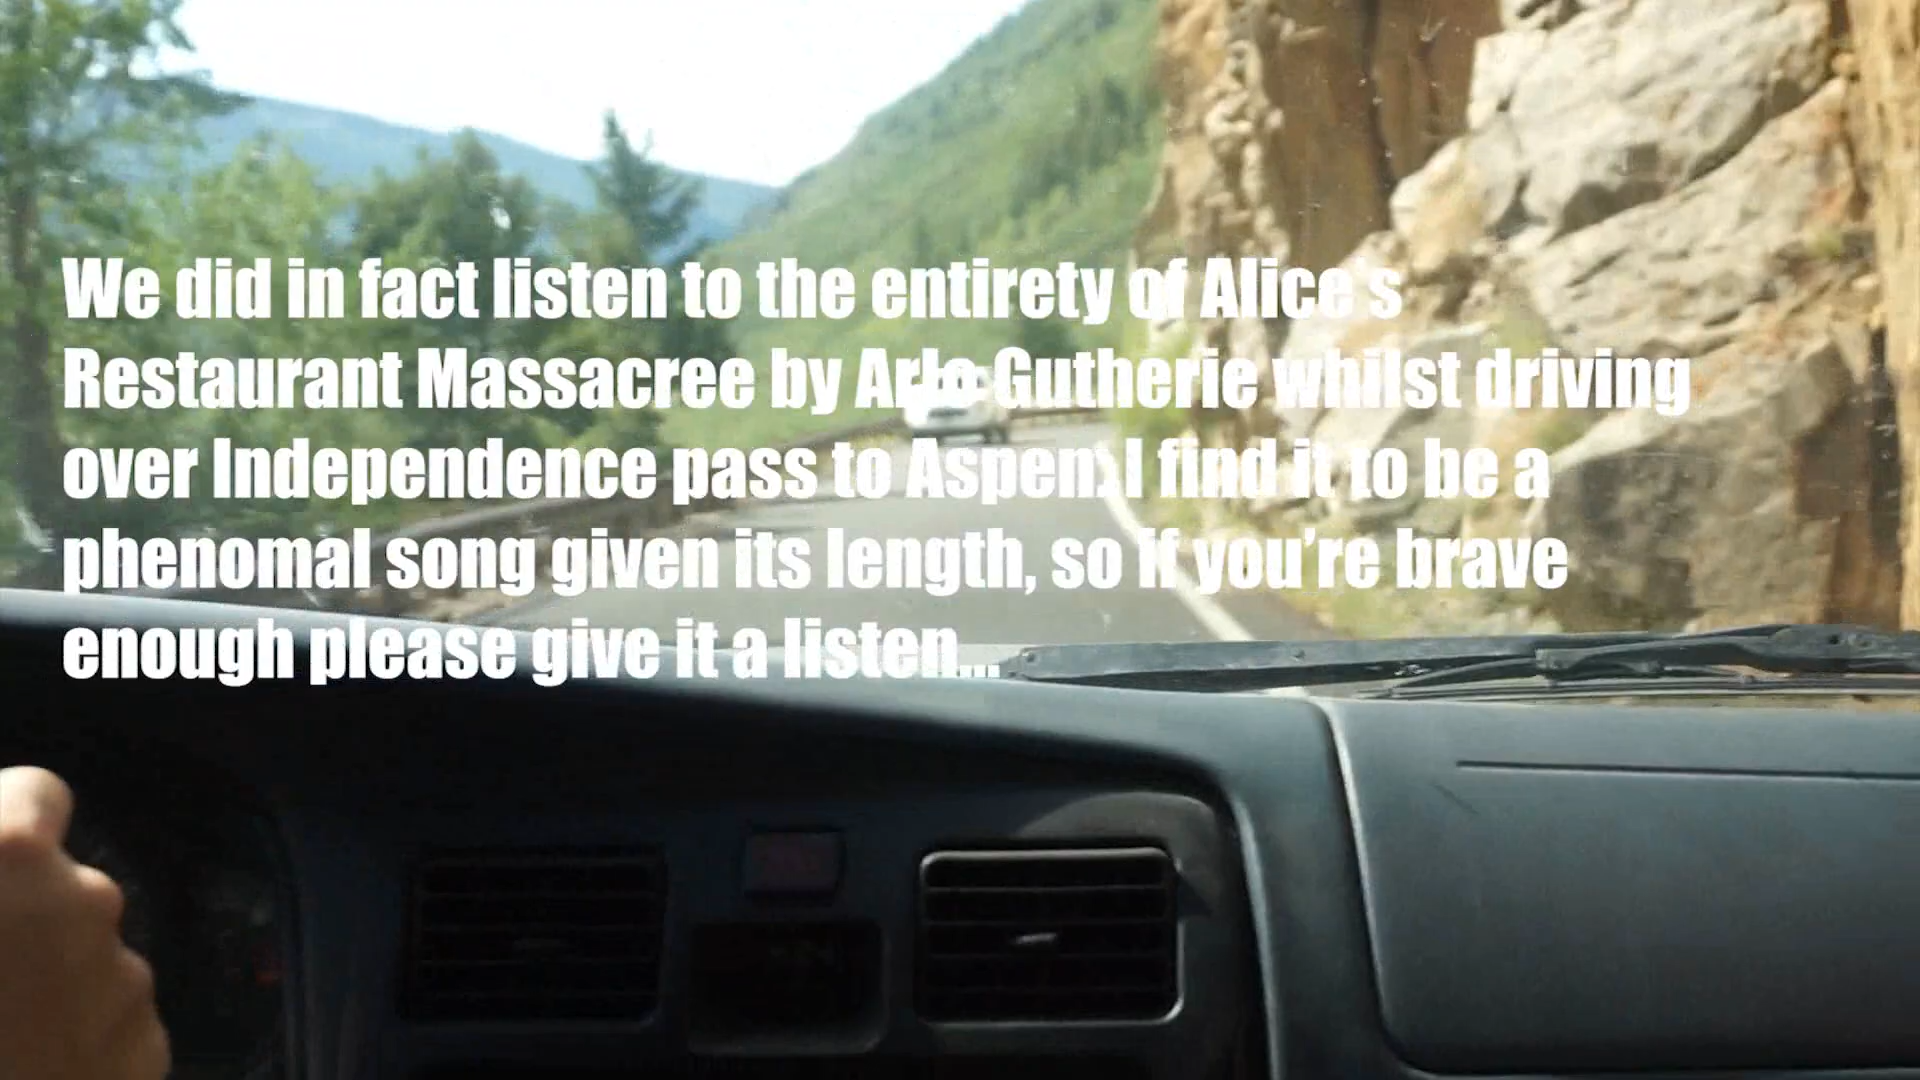 We did in fact listen to the entirety of Alice's
Restaurant Massacree by Arlo Gutherie whilst driving
over Independence pass to Aspen. I find it to be a
phenomal song given its length, so if you're brave
enough please give it a listen...